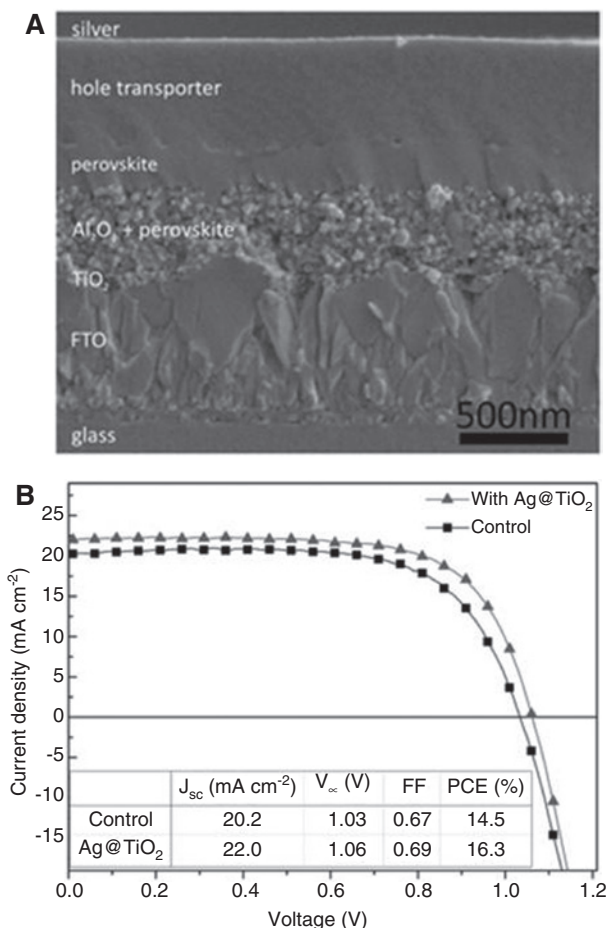 A
silver
hole transporter
perovskite
Al₂O₃ + perovskite
TiO₂
FTO
glass
500nm
B
With Ag@TiO₂
Control
Current density (mA cm⁻²)
25
20
15
10
5
0
-5
-10
-15
Jsc (mA cm⁻²) V∝ (V) FF PCE (%)
Control 20.2 1.03 0.67 14.5
Ag@TiO₂ 22.0 1.06 0.69 16.3
0.0 0.2 0.4 0.6 0.8 1.0 1.2
Voltage (V)